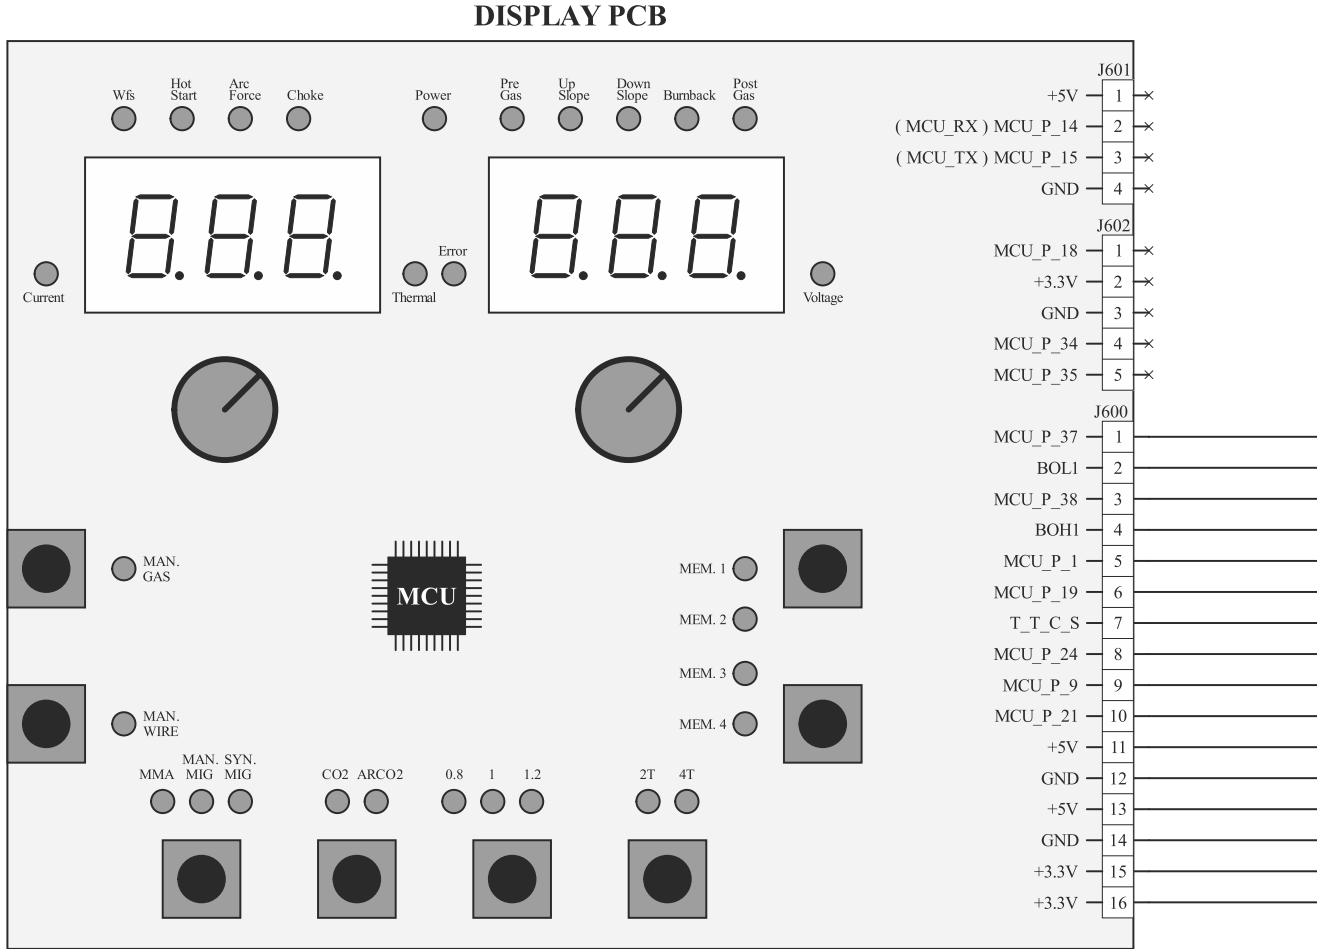 DISPLAY PCB
Wfs
Hot
Start
Arc
Force
Choke
Power
Pre
Gas
Up
Slope
Down
Slope
Burnback
Post
Gas
Current
Thermal
Error
Voltage
MAN.
GAS
MCU
MEM. 1
MEM. 2
MEM. 3
MEM. 4
MAN.
WIRE
MMA
MAN.
MIG
SYN.
MIG
CO2
ARCO2
0.8
1
1.2
2T
4T
J601
+5V 1
( MCU_RX ) MCU_P_14 2
( MCU_TX ) MCU_P_15 3
GND 4
J602
MCU_P_18 1
+3.3V 2
GND 3
MCU_P_34 4
MCU_P_35 5
J600
MCU_P_37 1
BOL1 2
MCU_P_38 3
BOH1 4
MCU_P_1 5
MCU_P_19 6
T_T_C_S 7
MCU_P_24 8
MCU_P_9 9
MCU_P_21 10
+5V 11
GND 12
+5V 13
GND 14
+3.3V 15
+3.3V 16